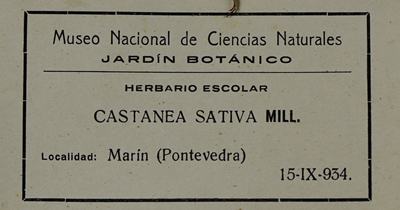 Museo Nacional de Ciencias Naturales
JARDÍN BOTÁNICO
HERBARIO ESCOLAR
CASTANEA SATIVA MILL.
Localidad: Marín (Pontevedra)
15-IX-934.